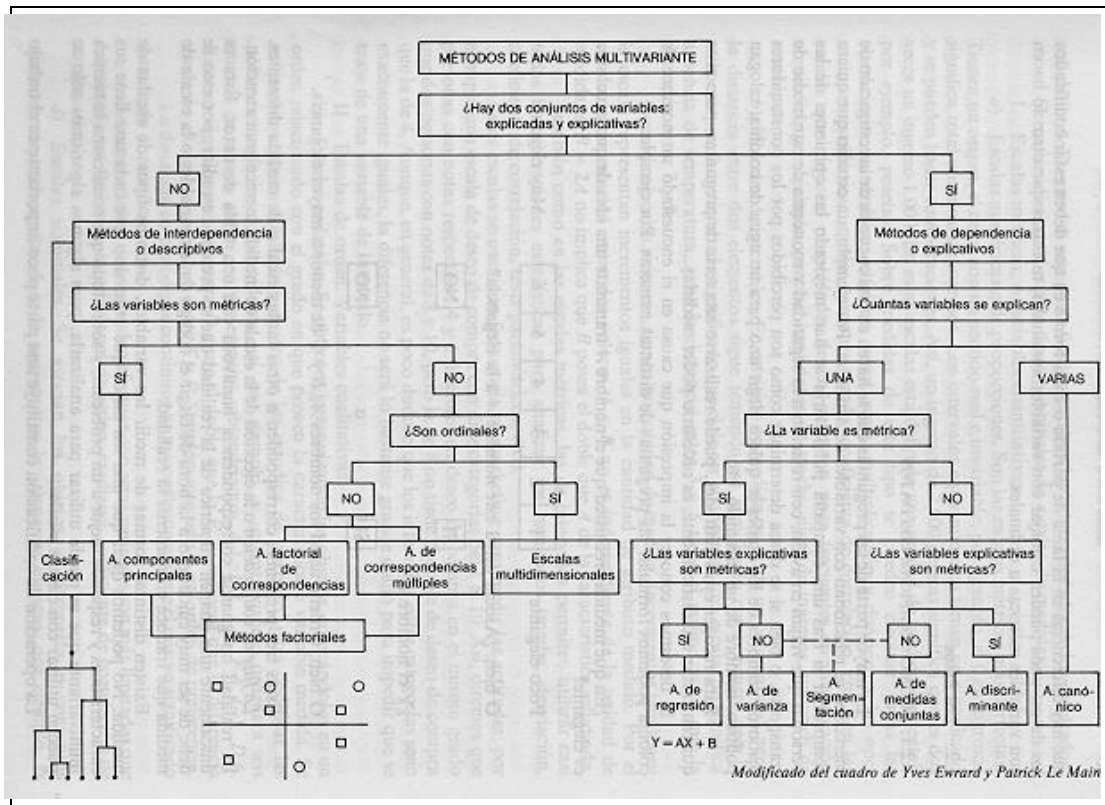 MÉTODOS DE ANÁLISIS MULTIVARIANTE
¿Hay dos conjuntos de variables:
explicadas y explicativas?
NO
SÍ
Métodos de interdependencia
o descriptivos
Métodos de dependencia
o explicativos
¿Las variables son métricas?
¿Cuántas variables se explican?
SÍ
NO
UNA
VARIAS
¿Son ordinales?
¿La variable es métrica?
NO
SÍ
SÍ
NO
Clasifi-
cación
A. componentes
principales
A. factorial
de
correspondencias
A. de
correspondencias
múltiples
Escalas
multidimensionales
¿Las variables explicativas
son métricas?
¿Las variables explicativas
son métricas?
Métodos factoriales
SÍ
NO
NO
SÍ
A. de
regresión
A. de
varianza
A.
Segmen-
tación
A. de
medidas
conjuntas
A. discri-
minante
A. canó-
nico
Y = AX + B
Modificado del cuadro de Yves Ewrard y Patrick Le Main